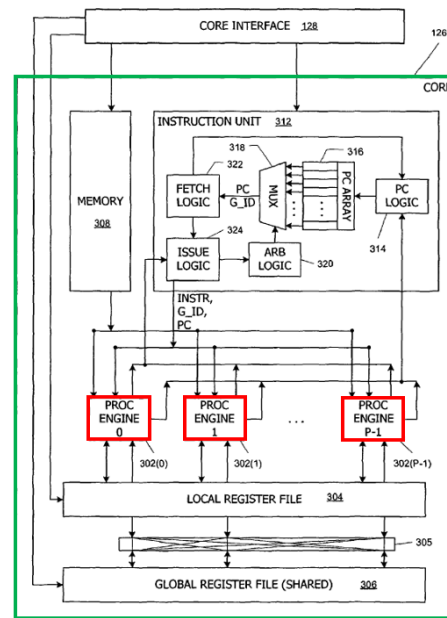 CORE INTERFACE
128
126
CORE
INSTRUCTION UNIT
312
318
316
322
FETCH
LOGIC
PC
G_ID
MUX
PC ARRAY
PC
LOGIC
314
MEMORY
308
324
ISSUE
LOGIC
ARB
LOGIC
320
INSTR,
G_ID,
PC
PROC
ENGINE
0
PROC
ENGINE
1
...
PROC
ENGINE
P-1
302(0)
302(1)
302(P-1)
LOCAL REGISTER FILE
304
305
GLOBAL REGISTER FILE (SHARED)
306